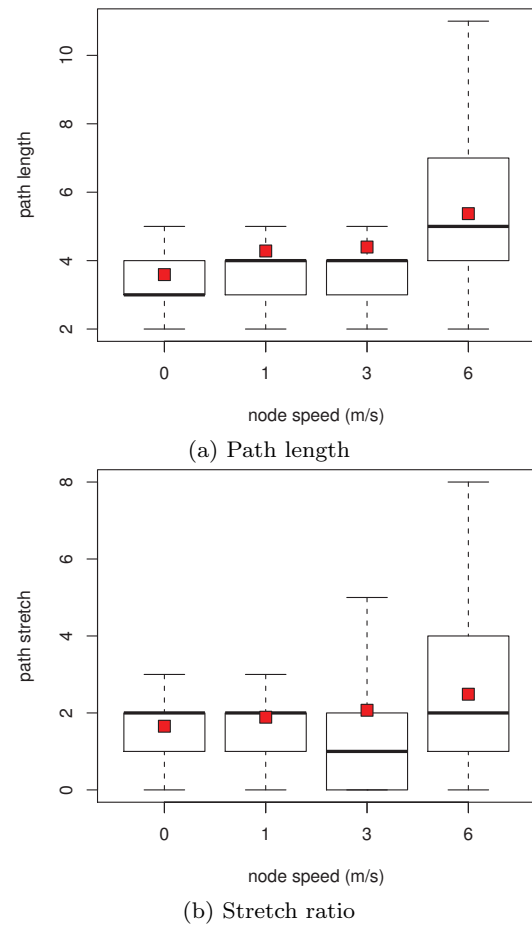 10
8
6
4
2
path length
0 1 3 6
node speed (m/s)
(a) Path length
8
6
4
2
0
path stretch
0 1 3 6
node speed (m/s)
(b) Stretch ratio